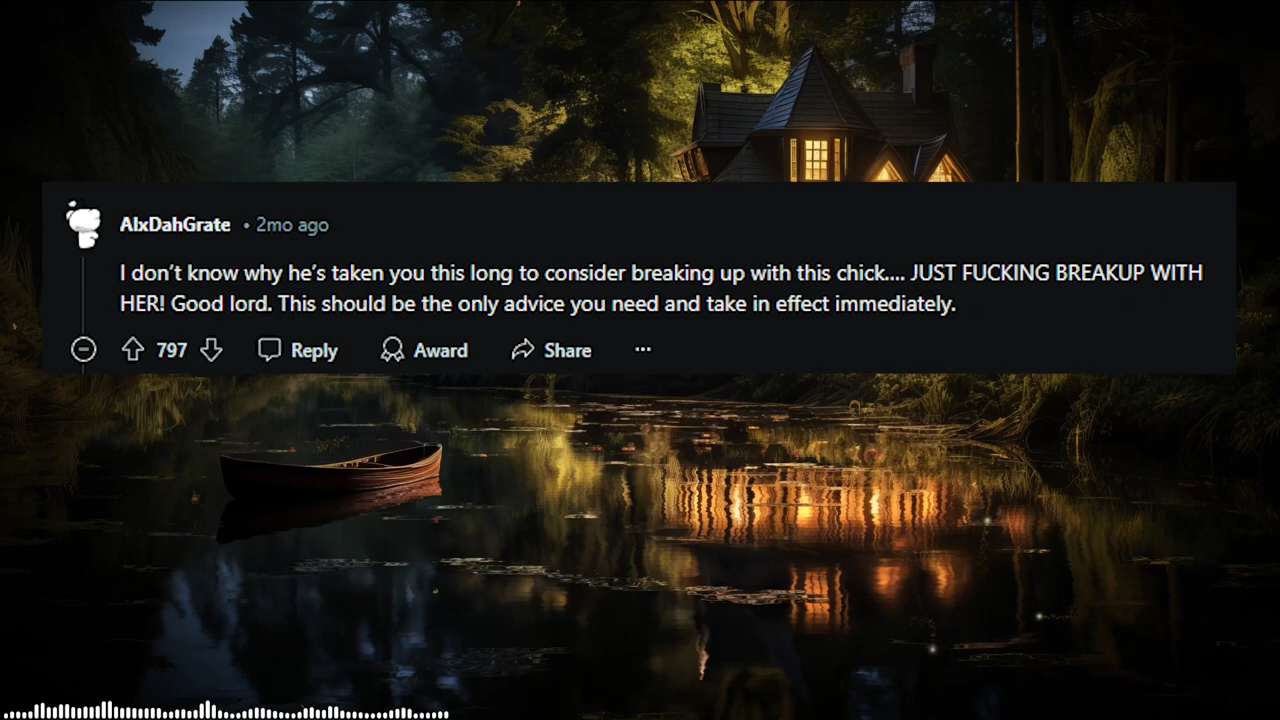 AlxDahGrate • 2mo ago
I don't know why he's taken you this long to consider breaking up with this chick.... JUST FUCKING BREAKUP WITH
HER! Good lord. This should be the only advice you need and take in effect immediately.
797 Reply Award Share ...